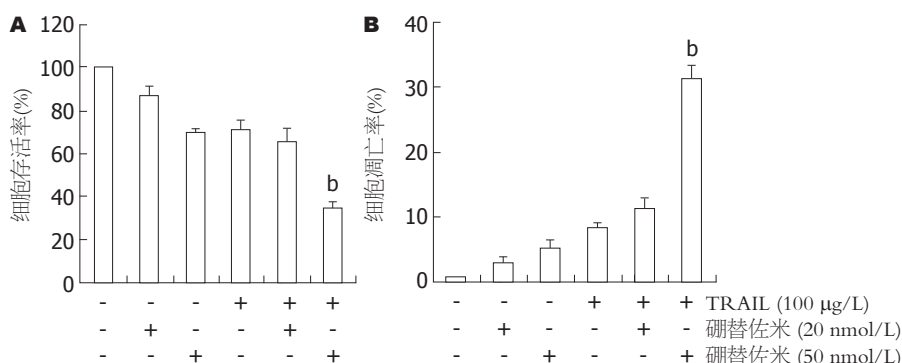 A
细胞存活率(%)
120
100
80
60
40
20
0
b
B
细胞凋亡率(%)
40
30
20
10
0
b
- - - + + + - - - + + + TRAIL (100 μg/L)
- + - - + - - + - - + - 硼替佐米 (20 nmol/L)
- - + - - + - - + - - + 硼替佐米 (50 nmol/L)